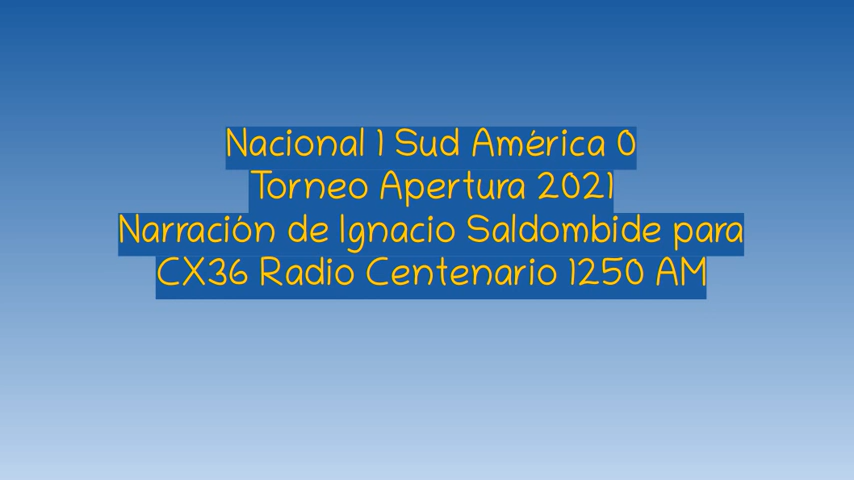 Nacional 1 Sud América 0
Torneo Apertura 2021
Narración de Ignacio Saldombide para
CX36 Radio Centenario 1250 AM